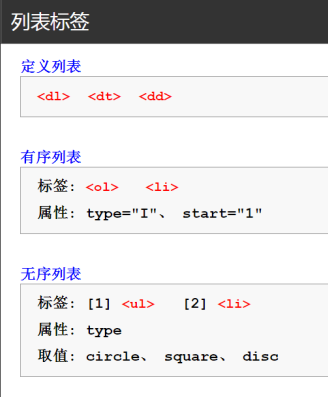 列表标签
定义列表
<dl> <dt> <dd>
有序列表
标签: <ol> <li>
属性: type="I"、 start="1"
无序列表
标签: [1] <ul> [2] <li>
属性: type
取值: circle、 square、 disc